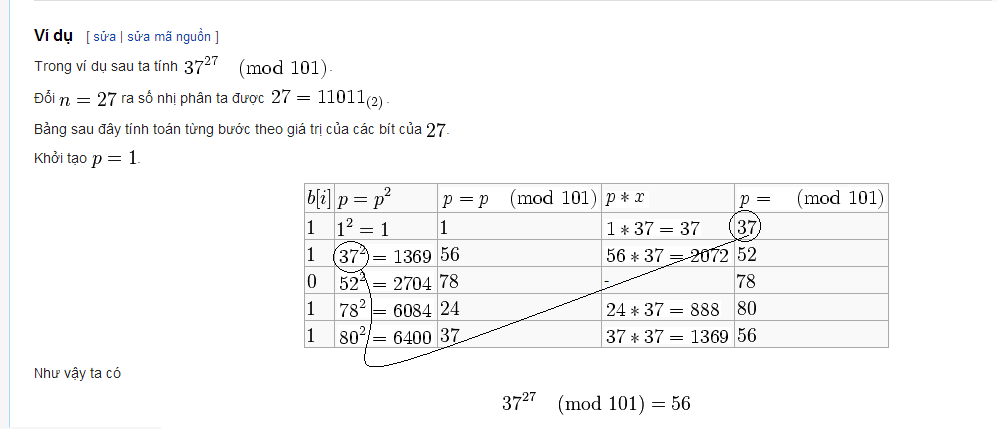 Ví dụ [ sửa | sửa mã nguồn ]
Trong ví dụ sau ta tính 37^27 (mod 101).
Đổi n = 27 ra số nhị phân ta được 27 = 11011_(2) .
Bảng sau đây tính toán từng bước theo giá trị của các bít của 27.
Khởi tạo p = 1.
b[i] p = p^2 p = p (mod 101) p * x p = (mod 101)
1 1^2 = 1 1 1 * 37 = 37 37
1 37^2 = 1369 56 56 * 37 = 2072 52
0 52^2 = 2704 78 - 78
1 78^2 = 6084 24 24 * 37 = 888 80
1 80^2 = 6400 37 37 * 37 = 1369 56
Như vậy ta có
37^27 (mod 101) = 56